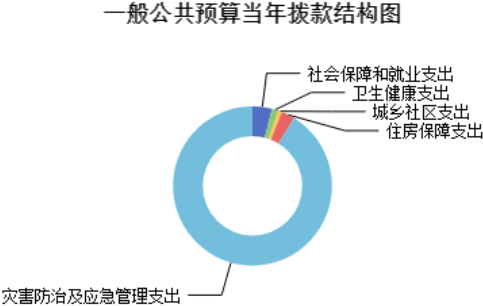 一般公共预算当年拨款结构图
社会保障和就业支出
卫生健康支出
城乡社区支出
住房保障支出
灾害防治及应急管理支出